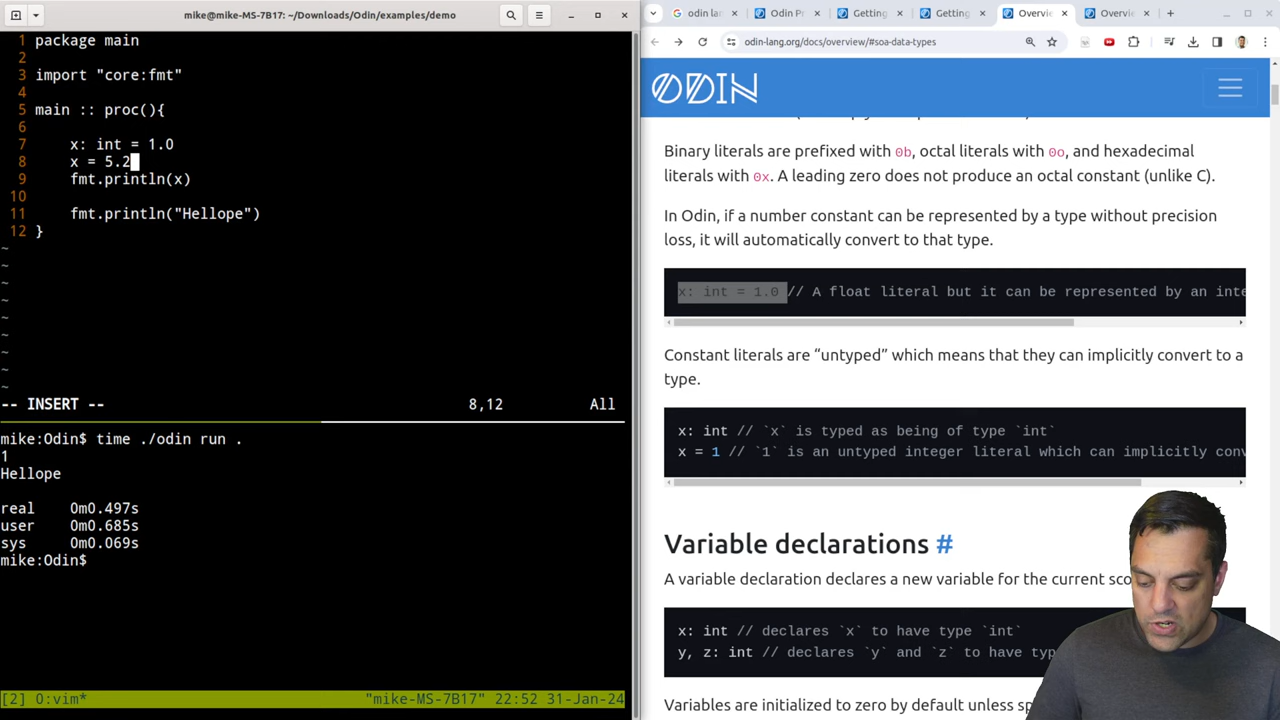 mike@mike-MS-7B17: ~/Downloads/Odin/examples/demo
1 package main
2
3 import "core:fmt"
4
5 main :: proc(){
6
7 x: int = 1.0
8 x = 5.2
9 fmt.println(x)
10
11 fmt.println("Hellope")
12 }
~
~
~
~
~
~
~
~
~
-- INSERT -- 8,12 All
mike:Odin$ time ./odin run .
1
Hellope
real 0m0.497s
user 0m0.685s
sys 0m0.069s
mike:Odin$
[2] 0:vim* "mike-MS-7B17" 22:52 31-Jan-24
odin lan
Odin Pr
Getting
Getting
Overvie
Overvie
odin-lang.org/docs/overview/#soa-data-types
ODIN
Binary literals are prefixed with 0b, octal literals with 0o, and hexadecimal
literals with 0x. A leading zero does not produce an octal constant (unlike C).
In Odin, if a number constant can be represented by a type without precision
loss, it will automatically convert to that type.
x: int = 1.0 // A float literal but it can be represented by an inte
Constant literals are “untyped” which means that they can implicitly convert to a
type.
x: int // `x` is typed as being of type `int`
x = 1 // `1` is an untyped integer literal which can implicitly conv
Variable declarations #
A variable declaration declares a new variable for the current sco
x: int // declares `x` to have type `int`
y, z: int // declares `y` and `z` to have typ
Variables are initialized to zero by default unless sp